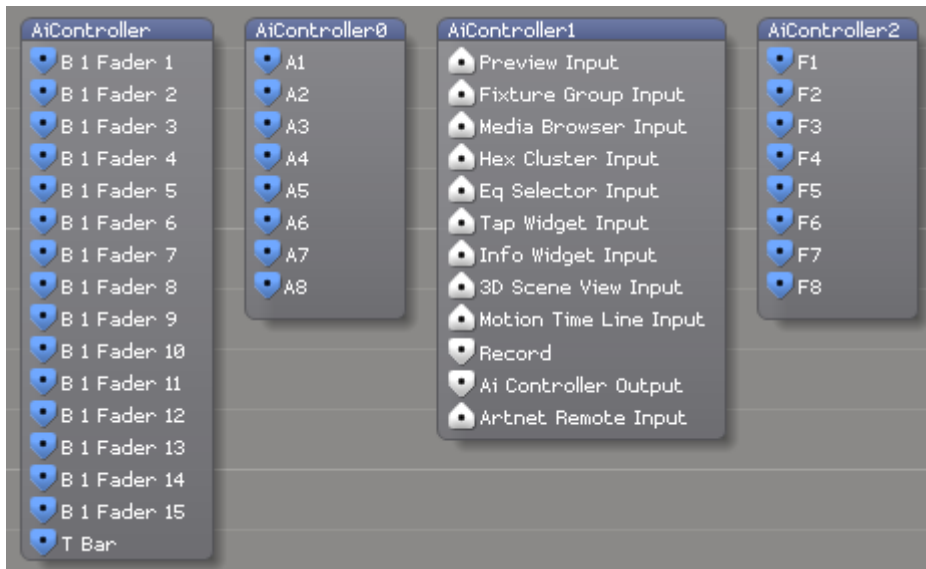 AiController
B 1 Fader 1
B 1 Fader 2
B 1 Fader 3
B 1 Fader 4
B 1 Fader 5
B 1 Fader 6
B 1 Fader 7
B 1 Fader 8
B 1 Fader 9
B 1 Fader 10
B 1 Fader 11
B 1 Fader 12
B 1 Fader 13
B 1 Fader 14
B 1 Fader 15
T Bar
AiController0
A1
A2
A3
A4
A5
A6
A7
A8
AiController1
Preview Input
Fixture Group Input
Media Browser Input
Hex Cluster Input
Eq Selector Input
Tap Widget Input
Info Widget Input
3D Scene View Input
Motion Time Line Input
Record
Ai Controller Output
Artnet Remote Input
AiController2
F1
F2
F3
F4
F5
F6
F7
F8